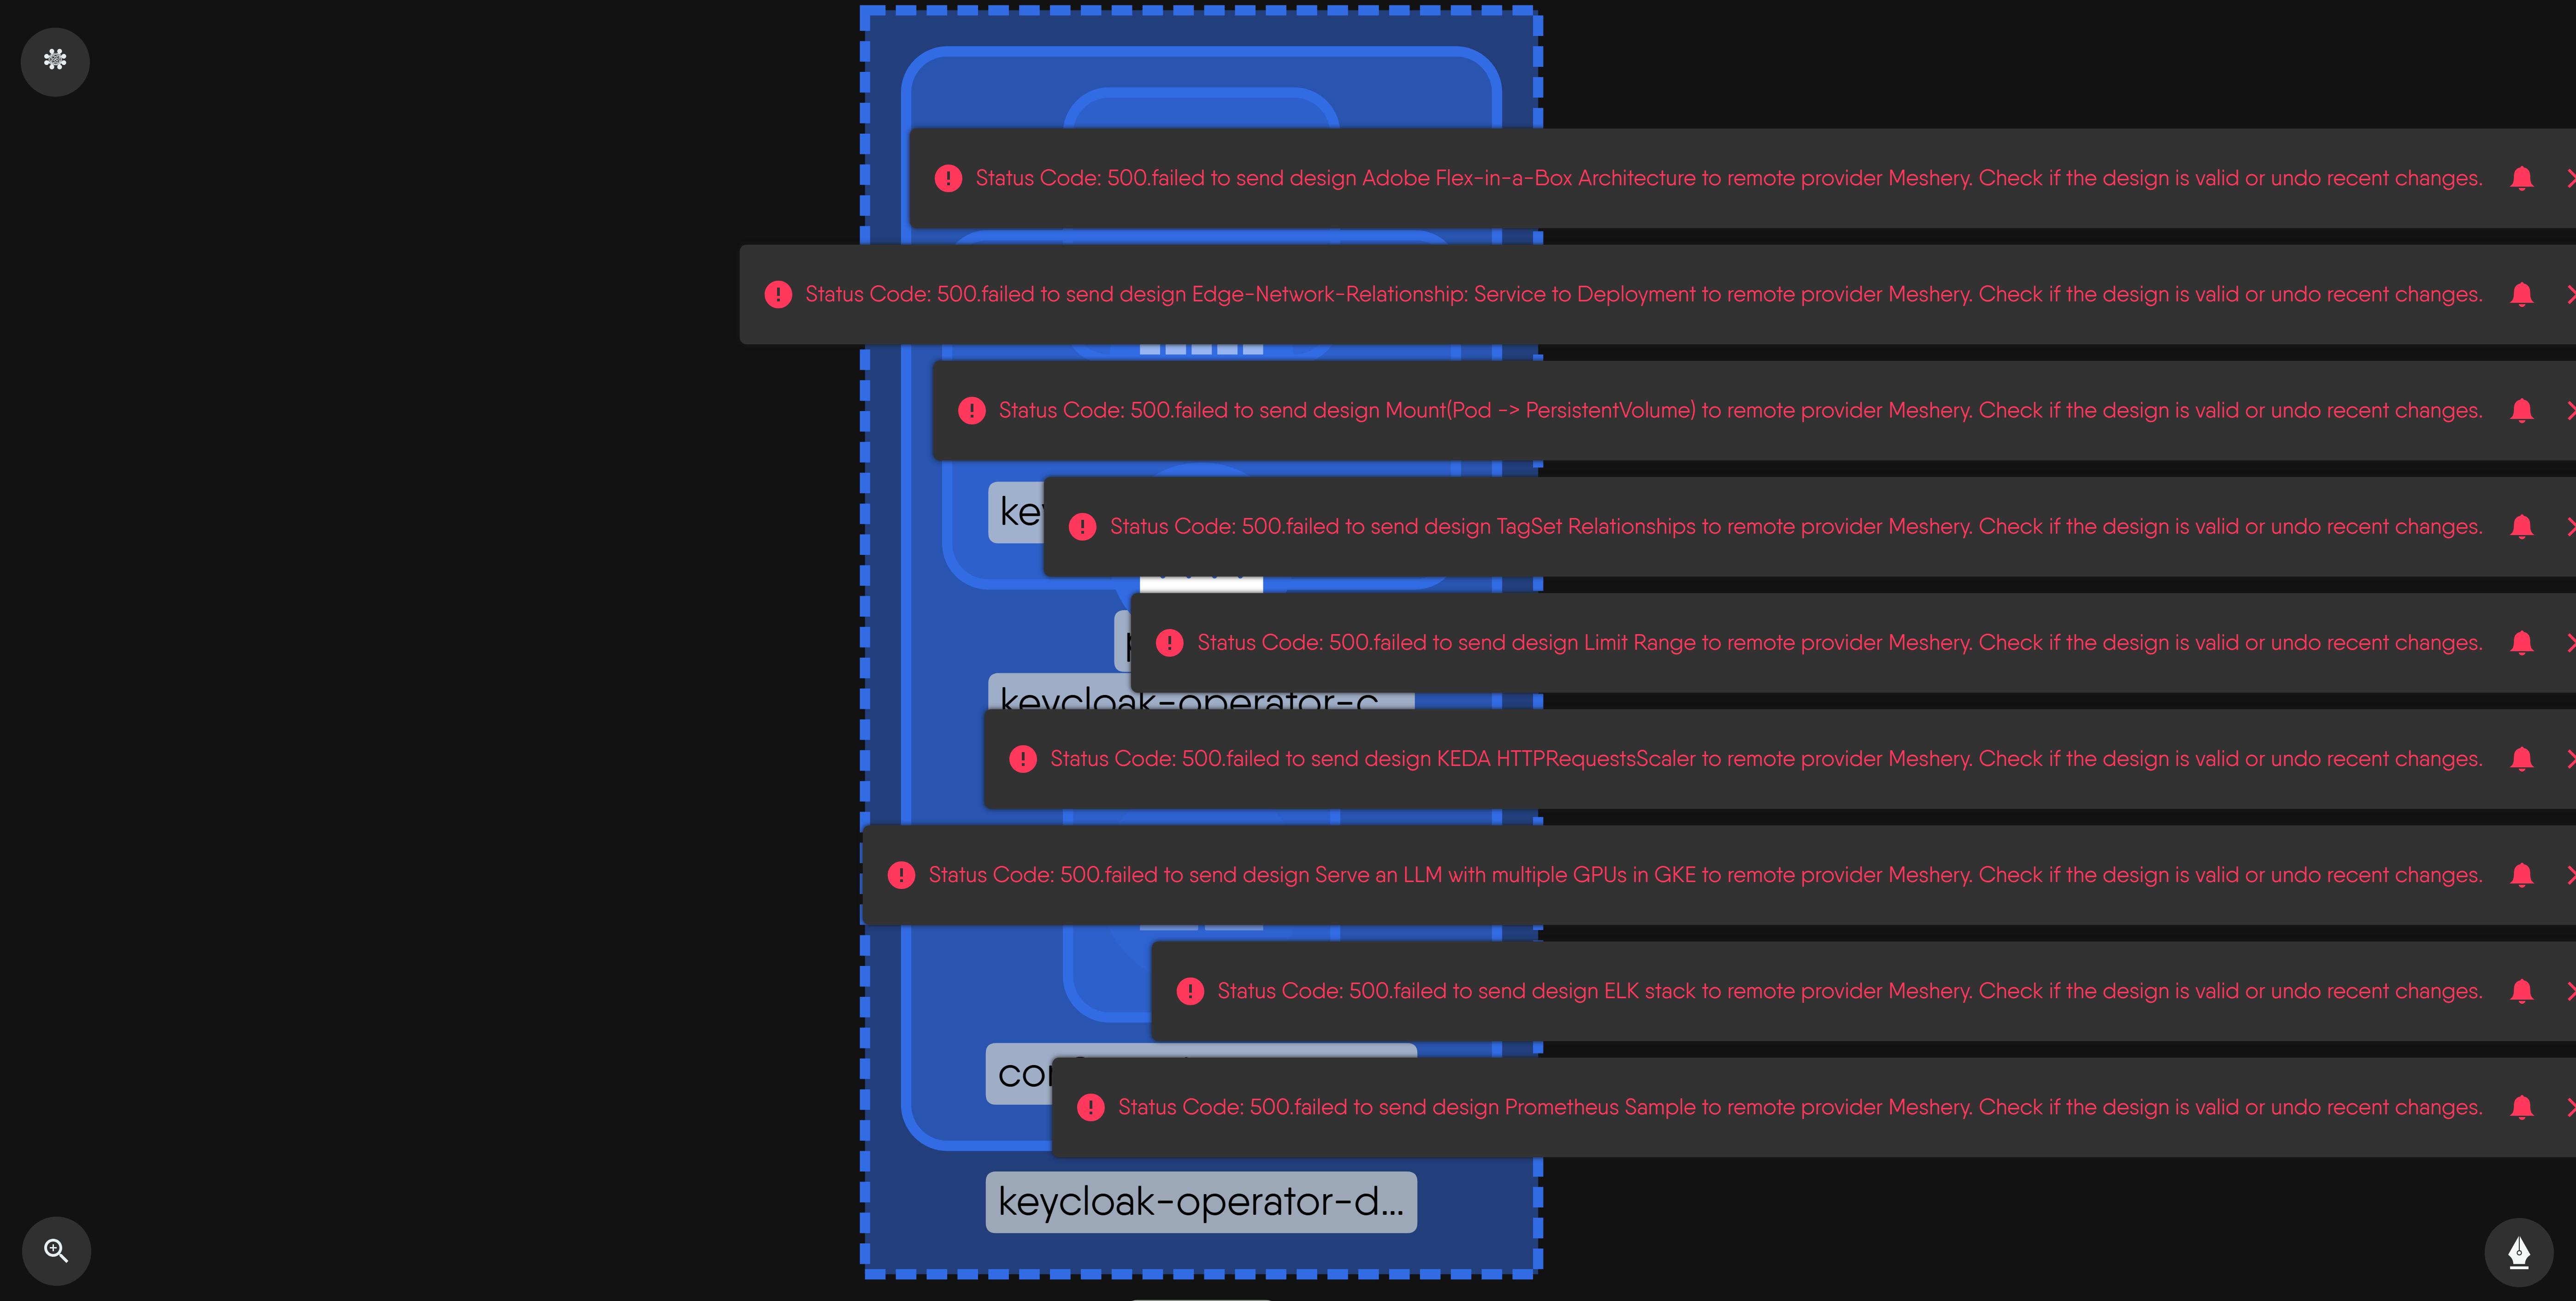 Status Code: 500.failed to send design Adobe Flex-in-a-Box Architecture to remote provider Meshery. Check if the design is valid or undo recent changes.
Status Code: 500.failed to send design Edge-Network-Relationship: Service to Deployment to remote provider Meshery. Check if the design is valid or undo recent changes.
Status Code: 500.failed to send design Mount(Pod -> PersistentVolume) to remote provider Meshery. Check if the design is valid or undo recent changes.
Status Code: 500.failed to send design TagSet Relationships to remote provider Meshery. Check if the design is valid or undo recent changes.
Status Code: 500.failed to send design Limit Range to remote provider Meshery. Check if the design is valid or undo recent changes.
keycloak-operator-c...
Status Code: 500.failed to send design KEDA HTTPRequestsScaler to remote provider Meshery. Check if the design is valid or undo recent changes.
Status Code: 500.failed to send design Serve an LLM with multiple GPUs in GKE to remote provider Meshery. Check if the design is valid or undo recent changes.
Status Code: 500.failed to send design ELK stack to remote provider Meshery. Check if the design is valid or undo recent changes.
Status Code: 500.failed to send design Prometheus Sample to remote provider Meshery. Check if the design is valid or undo recent changes.
keycloak-operator-d...